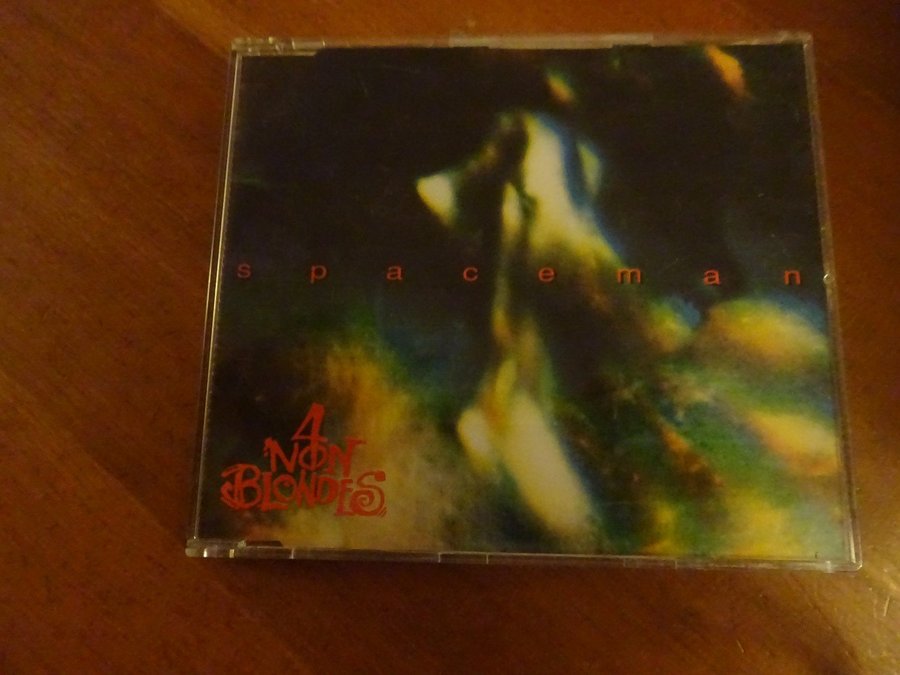 spaceman
4
NON
BLONDES